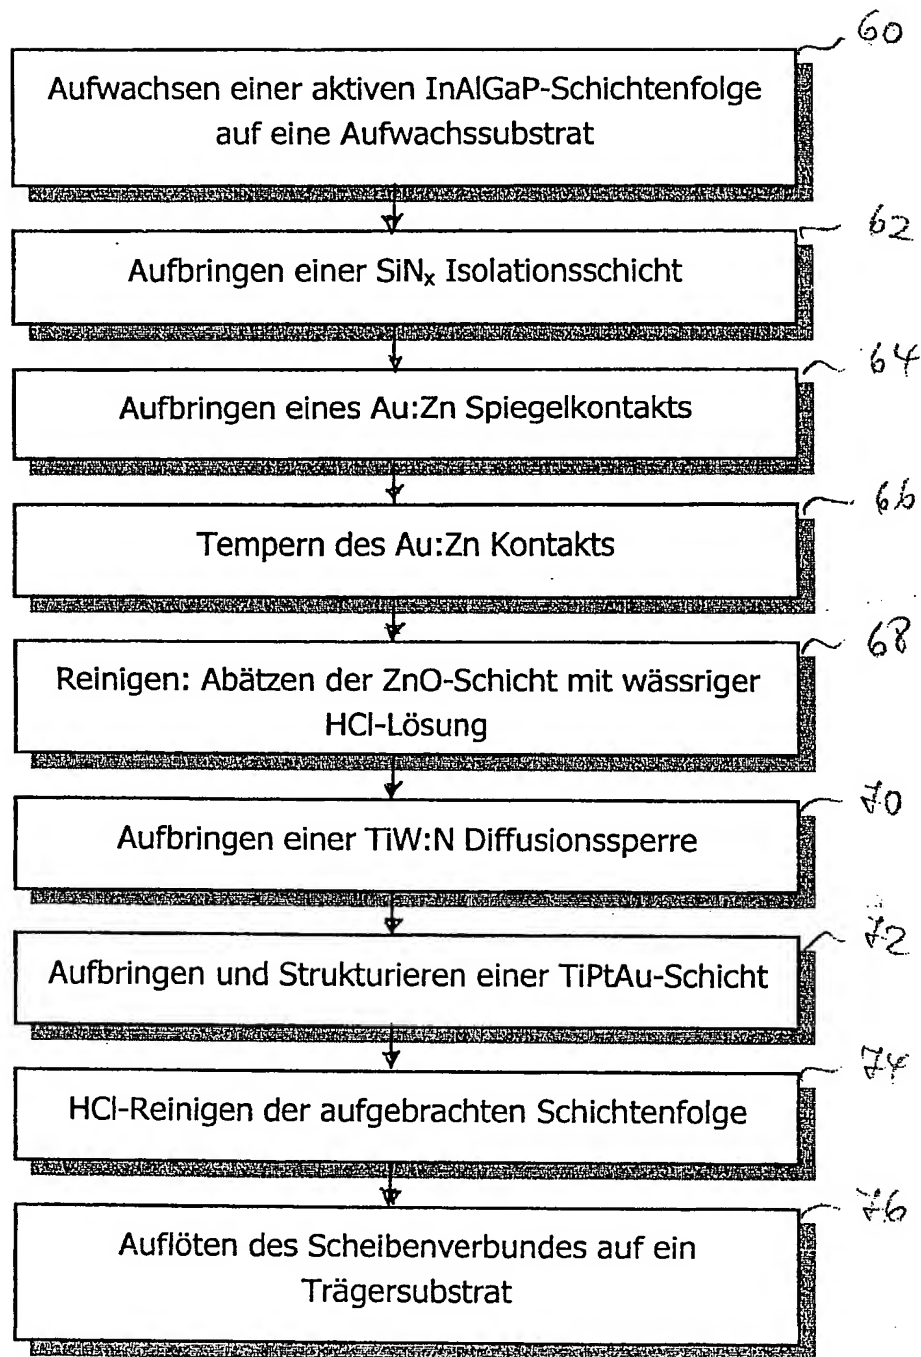 60
Aufwachsen einer aktiven InAlGaP-Schichtenfolge
auf eine Aufwachssubstrat
62
Aufbringen einer SiNₓ Isolationsschicht
64
Aufbringen eines Au:Zn Spiegelkontakts
66
Tempern des Au:Zn Kontakts
68
Reinigen: Abätzen der ZnO-Schicht mit wässriger
HCl-Lösung
70
Aufbringen einer TiW:N Diffusionssperre
72
Aufbringen und Strukturieren einer TiPtAu-Schicht
74
HCl-Reinigen der aufgebrachten Schichtenfolge
76
Auflöten des Scheibenverbundes auf ein
Trägersubstrat